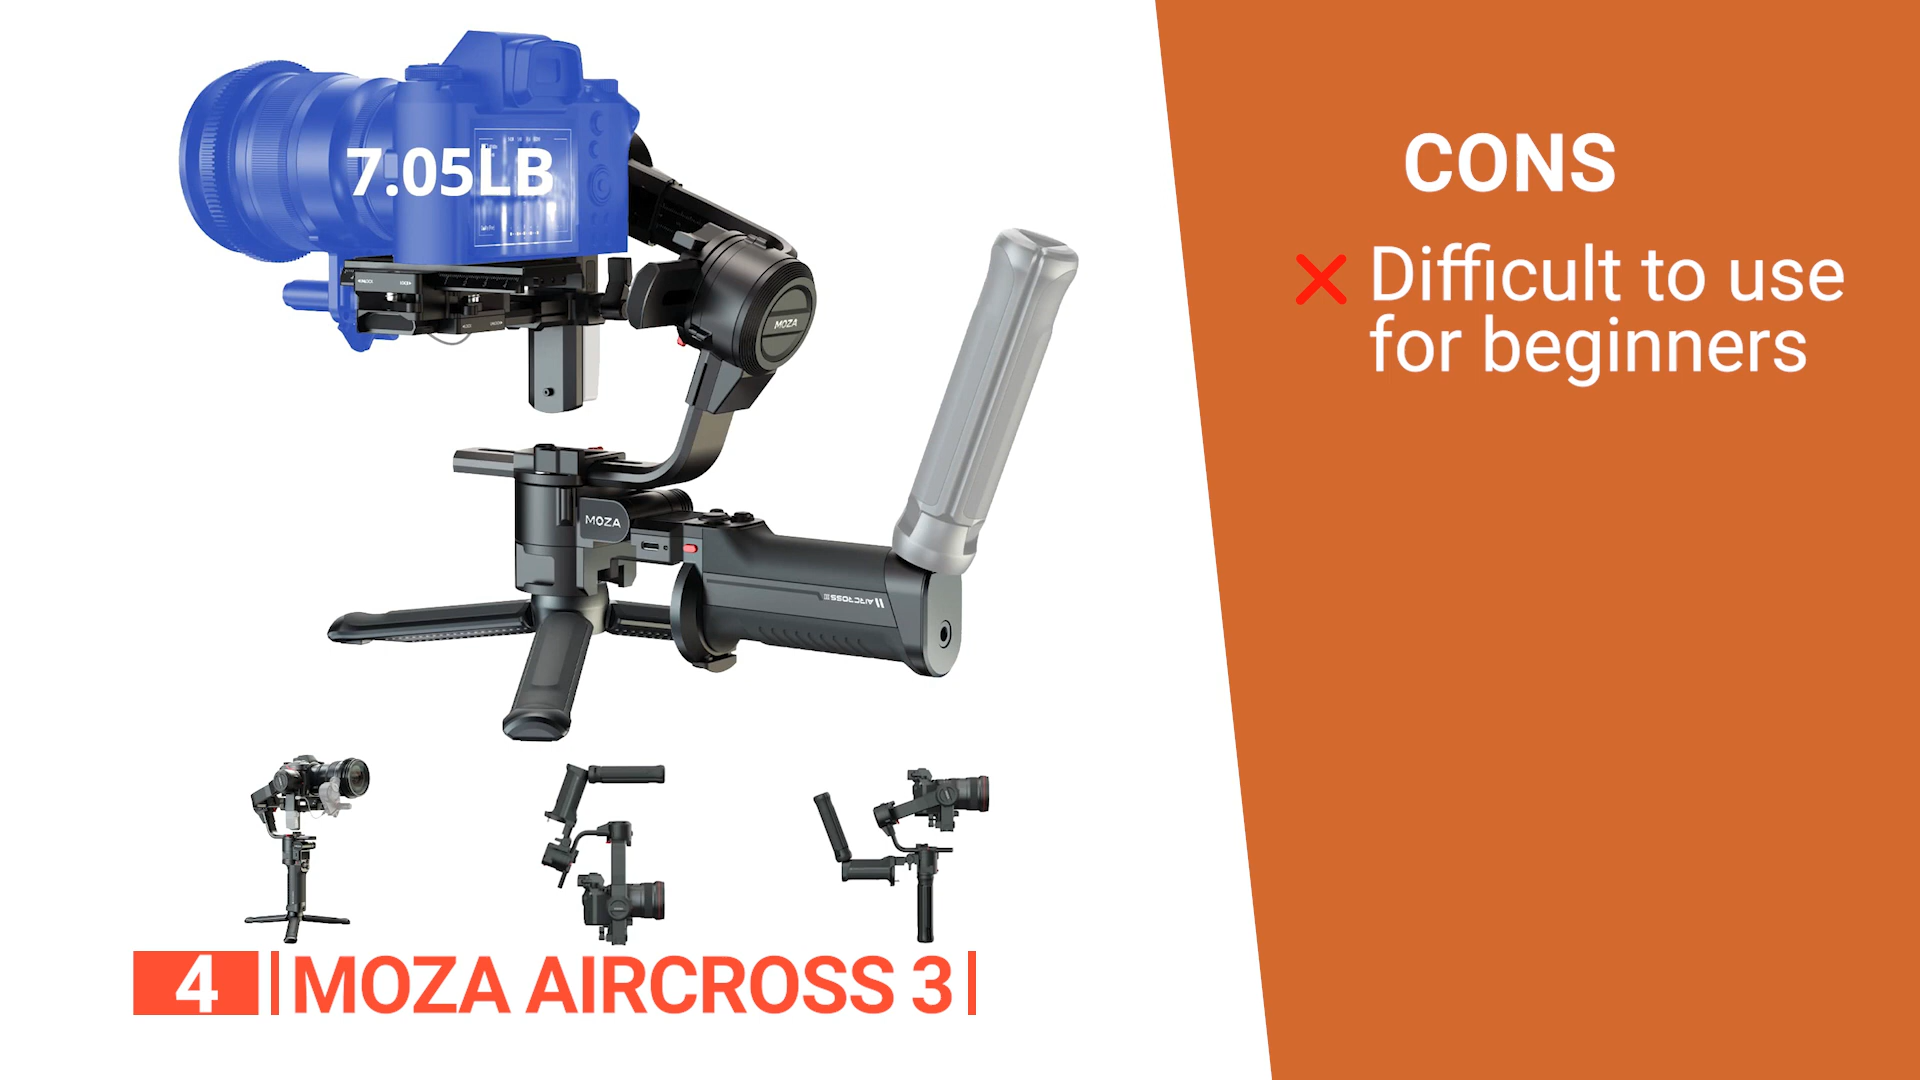 7.05LB
MOZA
MOZA
AIRCROSS
CONS
Difficult to use
for beginners
4
MOZA AIRCROSS 3